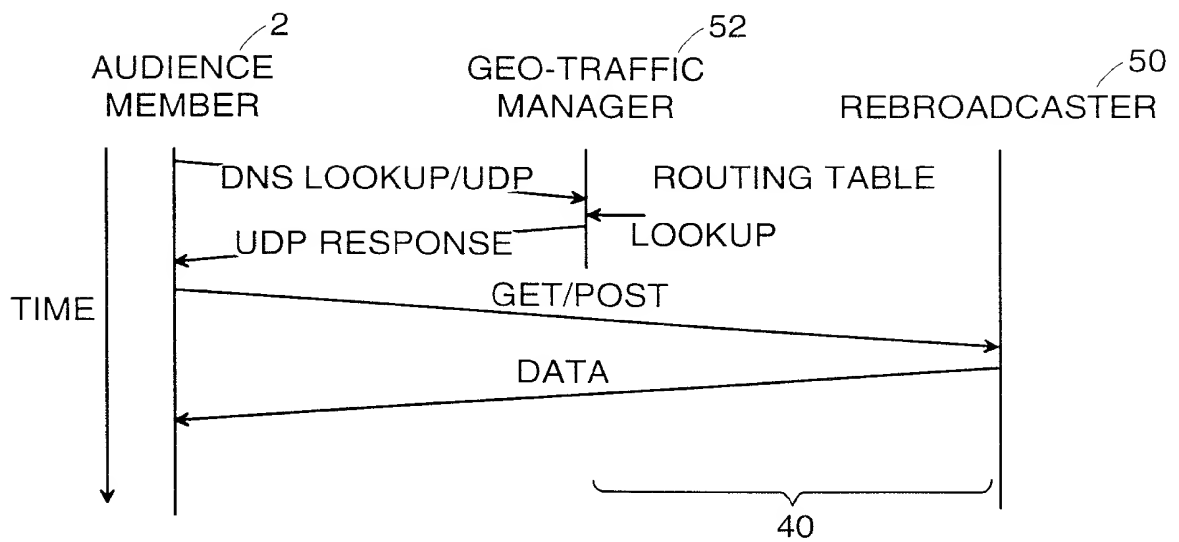 2
AUDIENCE
MEMBER
52
GEO-TRAFFIC
MANAGER
50
REBROADCASTER
DNS LOOKUP/UDP
ROUTING TABLE
LOOKUP
UDP RESPONSE
GET/POST
TIME
DATA
40